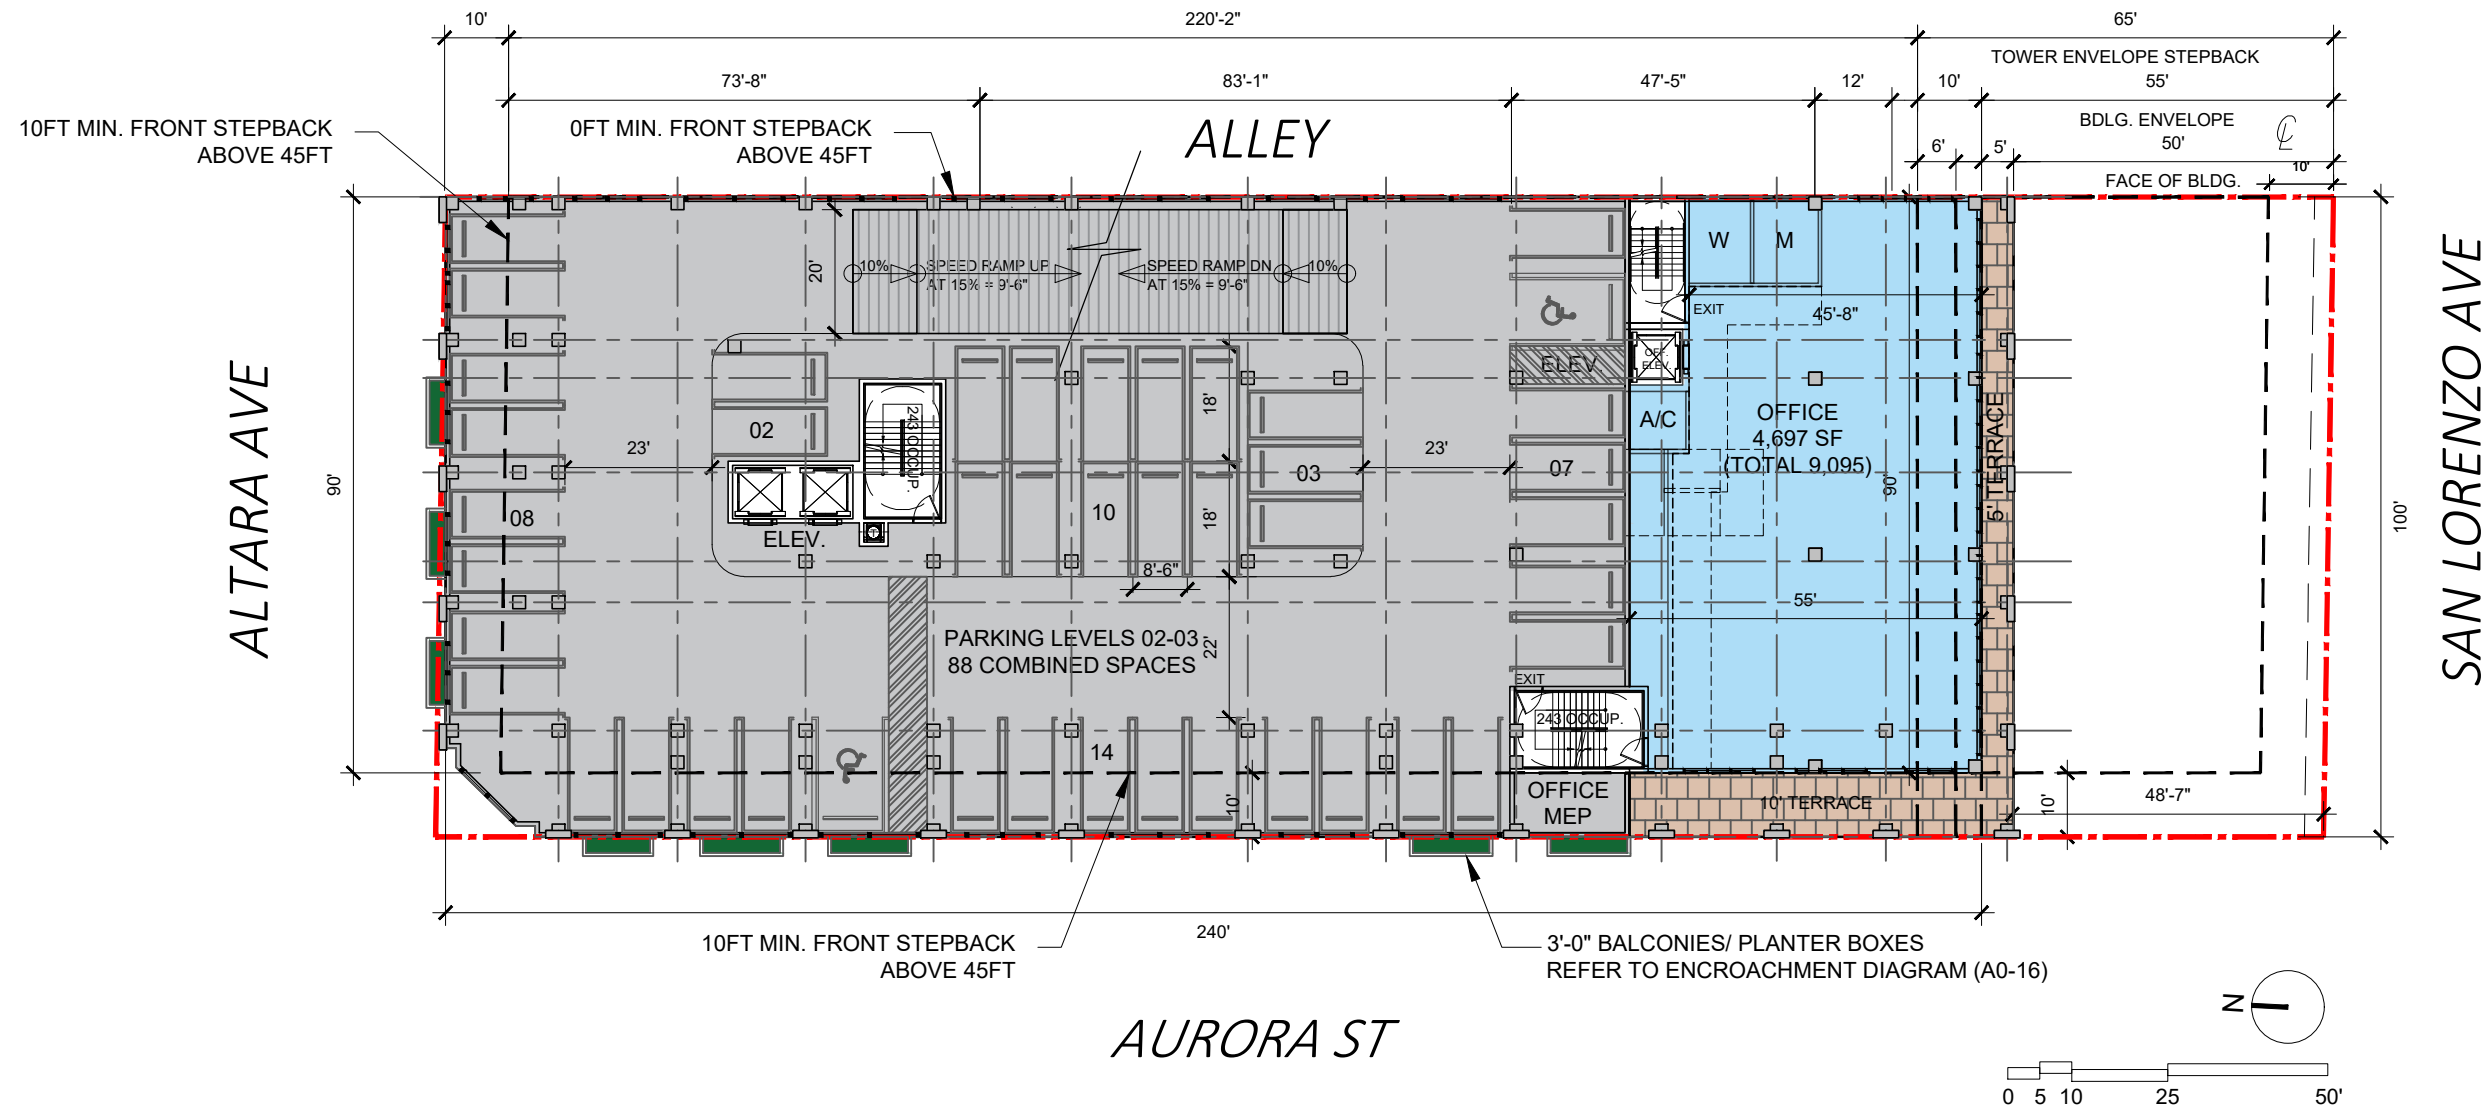 10'
220'-2"
65'
TOWER ENVELOPE STEPBACK
73'-8"
83'-1"
47'-5"
12'
10'
55'
10FT MIN. FRONT STEPBACK
ABOVE 45FT
0FT MIN. FRONT STEPBACK
ABOVE 45FT
ALLEY
BDLG. ENVELOPE
50'
6'
5'
10'
FACE OF BLDG.
W
M
20'
10%
SPEED RAMP UP
AT 15% = 9'-6"
SPEED RAMP DN
AT 15% = 9'-6"
10%
EXIT
45'-8"
ELEV.
OFF.
ELEV.
18'
A/C
OFFICE
4,697 SF
(TOTAL 9,095)
5' TERRACE
02
243 OCCUP.
23'
03
23'
07
90'
90'
100'
ALTARA AVE
SAN LORENZO AVE
08
10
18'
ELEV.
8'-6"
55'
PARKING LEVELS 02-03
88 COMBINED SPACES
22'
EXIT
243 OCCUP.
14
10'
OFFICE
MEP
10' TERRACE
10'
48'-7"
240'
10FT MIN. FRONT STEPBACK
ABOVE 45FT
3'-0" BALCONIES/ PLANTER BOXES
REFER TO ENCROACHMENT DIAGRAM (A0-16)
N
AURORA ST
0 5 10 25 50'